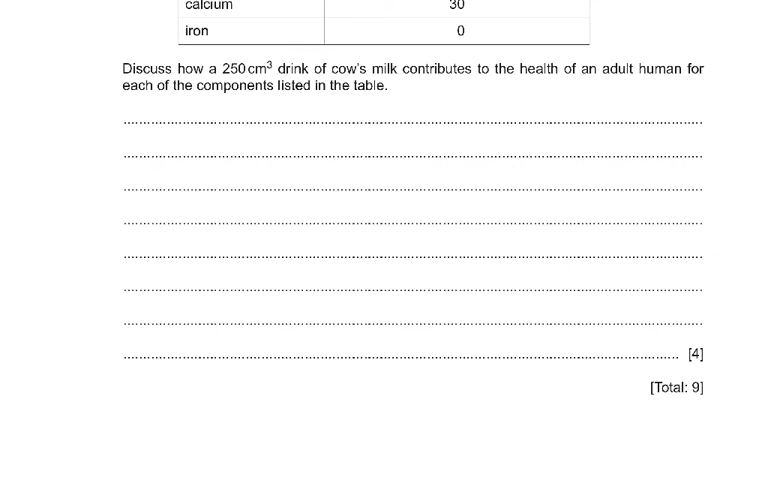 calcium 30
iron 0
Discuss how a 250 cm³ drink of cow's milk contributes to the health of an adult human for
each of the components listed in the table.
[4]
[Total: 9]